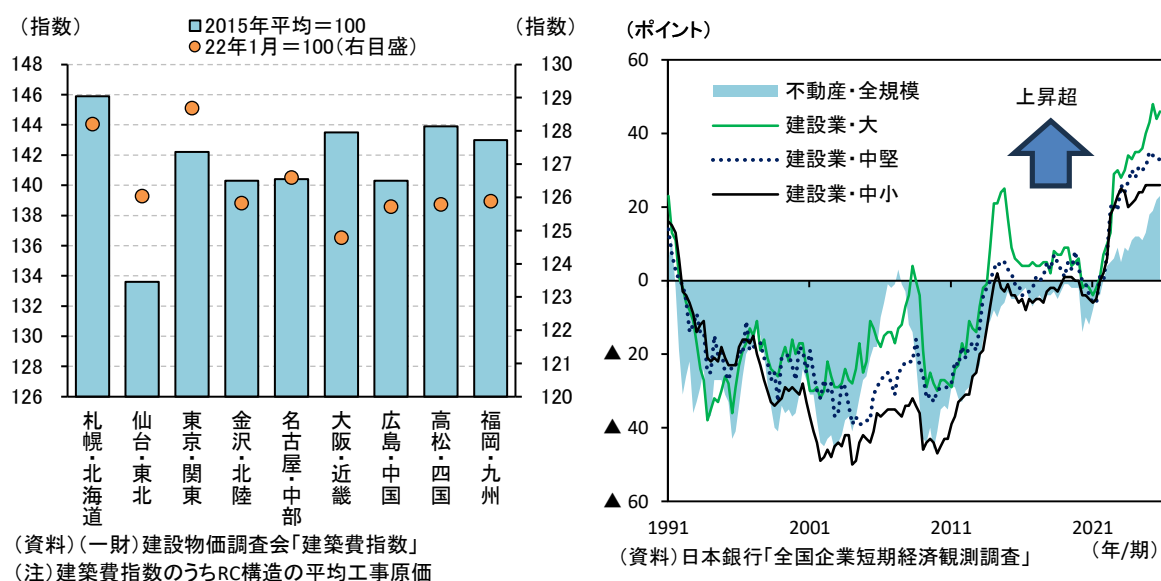 (指数)
(指数)
2015年平均＝100
22年1月＝100(右目盛)
148
146
144
142
140
138
136
134
132
130
128
126
130
129
128
127
126
125
124
123
122
121
120
札幌・北海道
仙台・東北
東京・関東
金沢・北陸
名古屋・中部
大阪・近畿
広島・中国
高松・四国
福岡・九州
(資料)(一財)建設物価調査会「建築費指数」
(注)建築費指数のうちRC構造の平均工事原価
(ポイント)
60
40
20
0
▲ 20
▲ 40
▲ 60
不動産・全規模
建設業・大
建設業・中堅
建設業・中小
上昇超
1991
2001
2011
2021
(年/期)
(資料)日本銀行「全国企業短期経済観測調査」